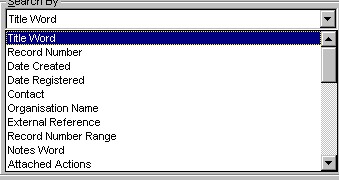 Search By
Title Word
Title Word
Record Number
Date Created
Date Registered
Contact
Organisation Name
External Reference
Record Number Range
Notes Word
Attached Actions